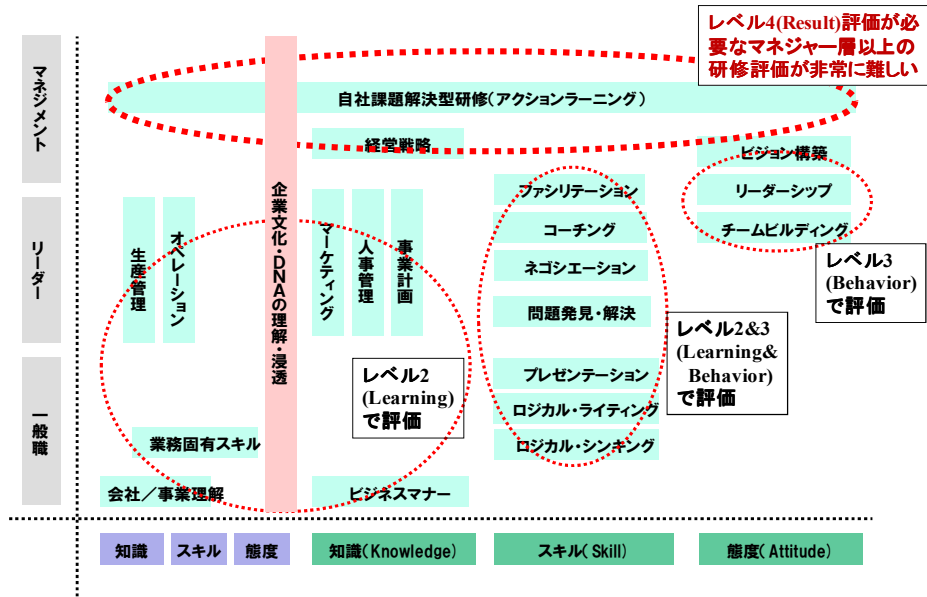 レベル4(Result)評価が必
要なマネジャー層以上の
研修評価が非常に難しい
マネジメント
自社課題解決型研修(アクションラーニング)
経営戦略
ビジョン構築
企業文化・DNAの理解・浸透
ファシリテーション
リーダーシップ
リーダー
生産管理
オペレーション
マーケティング
人事管理
事業計画
コーチング
チームビルディング
ネゴシエーション
レベル3
(Behavior)
で評価
問題発見・解決
レベル2&3
(Learning&
Behavior)
で評価
レベル2
(Learning)
で評価
プレゼンテーション
一般職
ロジカル・ライティング
業務固有スキル
ロジカル・シンキング
会社/事業理解
ビジネスマナー
知識
スキル
態度
知識(Knowledge)
スキル(Skill)
態度(Attitude)